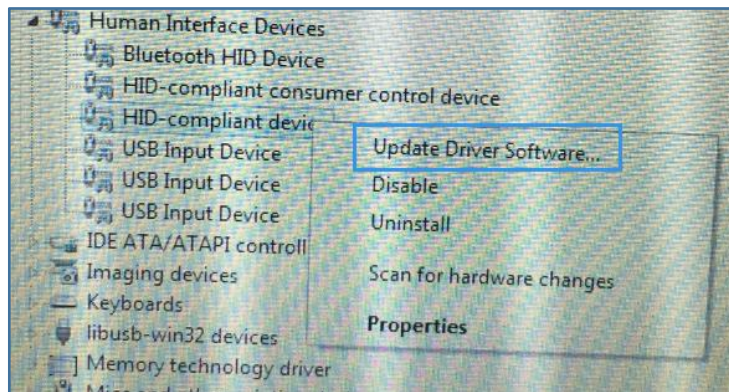 Human Interface Devices
Bluetooth HID Device
HID-compliant consumer control device
HID-compliant devic
USB Input Device
USB Input Device
USB Input Device
IDE ATA/ATAPI controll
Imaging devices
Keyboards
libusb-win32 devices
Memory technology driver
Update Driver Software...
Disable
Uninstall
Scan for hardware changes
Properties